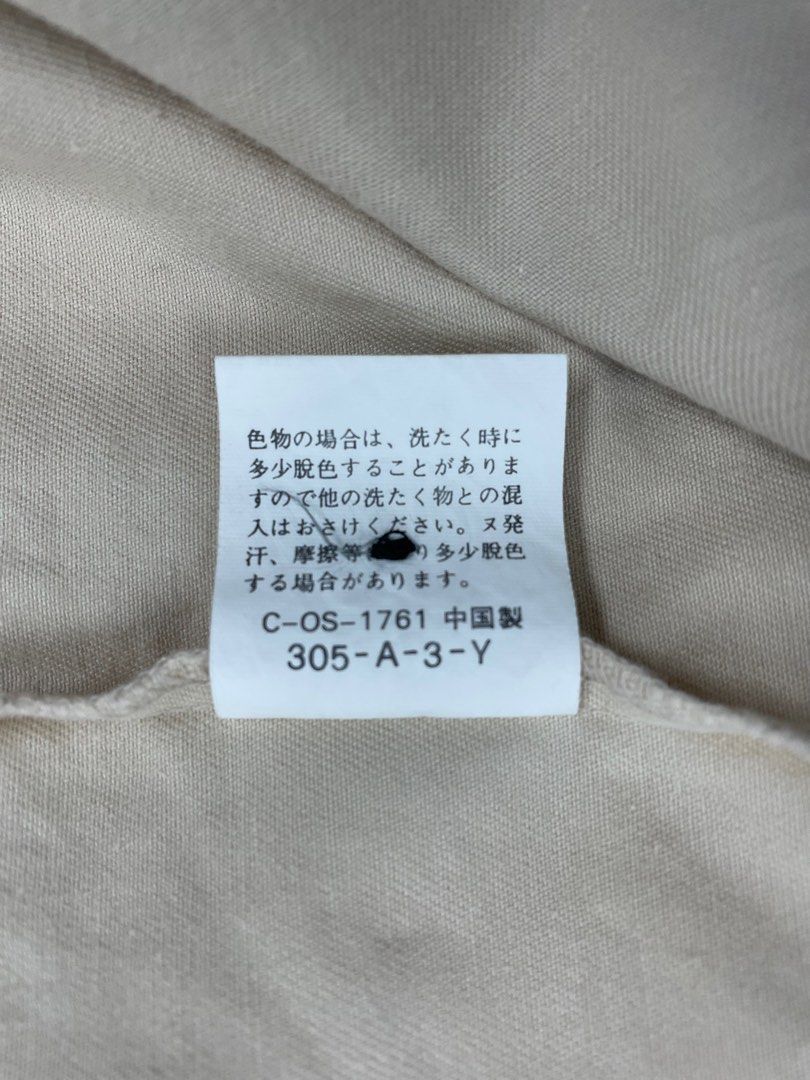 色物の場合は、洗たく時に
多少脱色することがありま
すので他の洗たく物との混
入はおさけください。ヌ発
汗、摩擦等 り多少脱色
する場合があります。
C-OS-1761 中国製
305-A-3-Y